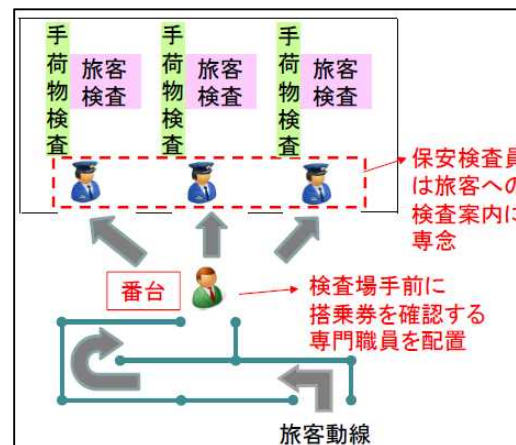 手荷物検査
旅客
検査
手荷物検査
旅客
検査
手荷物検査
旅客
検査
保安検査員
は旅客への
検査案内に
専念
番台
検査場手前に
搭乗券を確認する
専門職員を配置
旅客動線